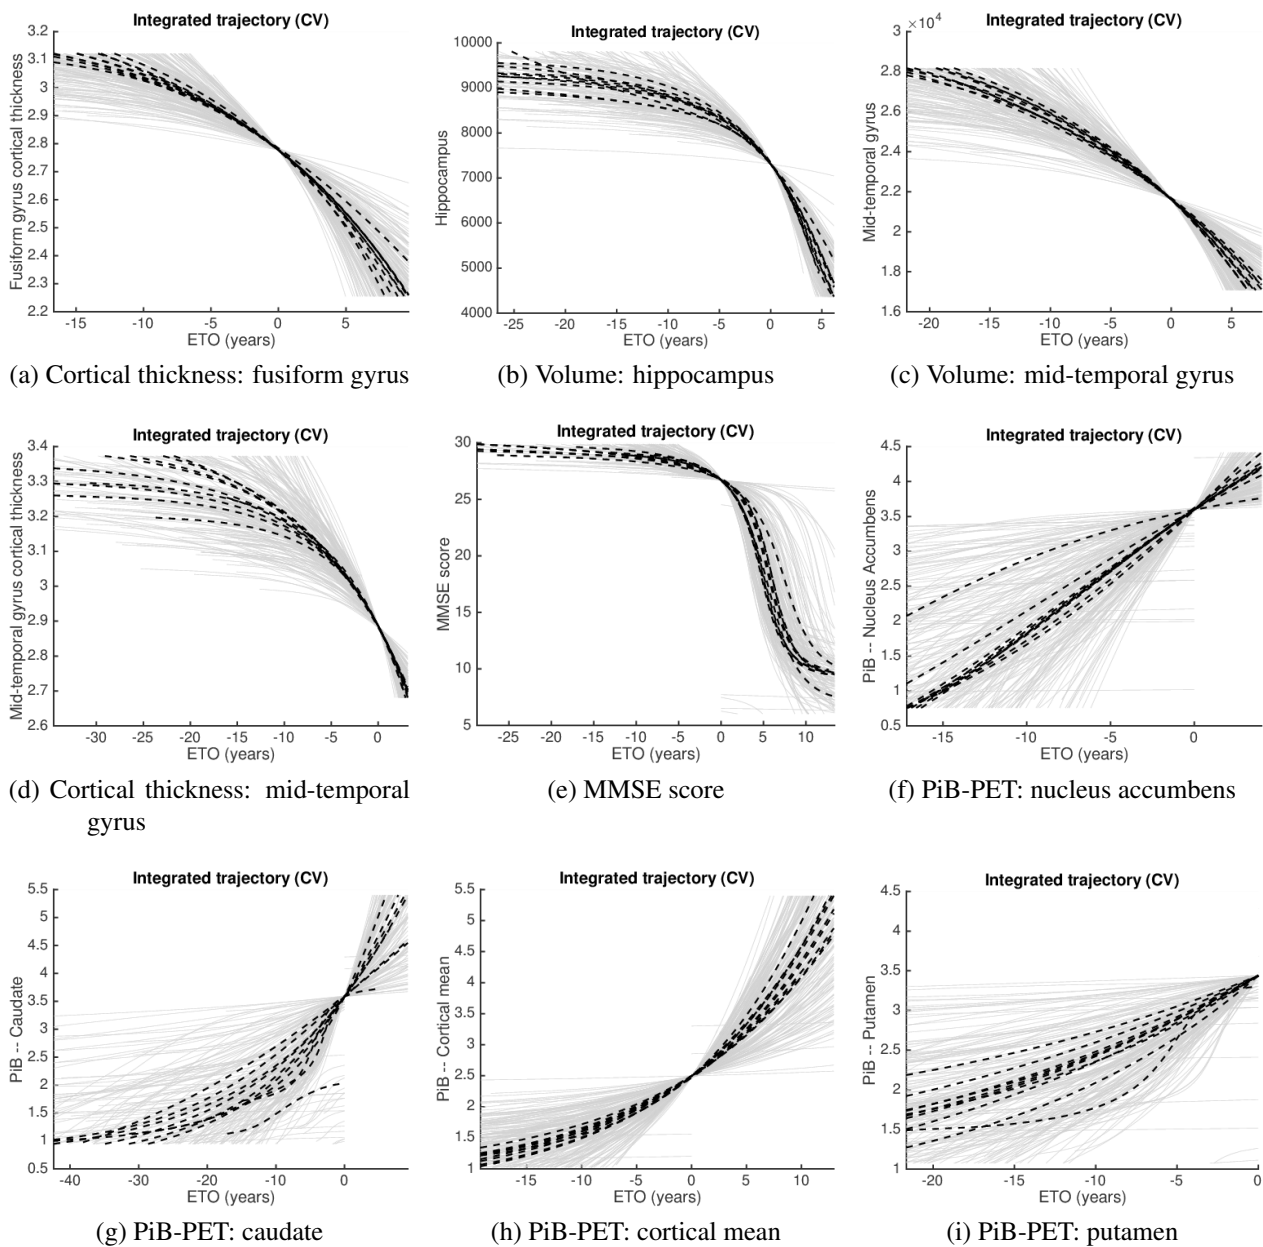 Integrated trajectory (CV)
Fusiform gyrus cortical thickness
3.2
3.1
3
2.9
2.8
2.7
2.6
2.5
2.4
2.3
2.2
-15 -10 -5 0 5
ETO (years)
(a) Cortical thickness: fusiform gyrus
Integrated trajectory (CV)
Hippocampus
10000
9000
8000
7000
6000
5000
4000
-25 -20 -15 -10 -5 0 5
ETO (years)
(b) Volume: hippocampus
Integrated trajectory (CV)
×10⁴
Mid-temporal gyrus
3
2.8
2.6
2.4
2.2
2
1.8
1.6
-20 -15 -10 -5 0 5
ETO (years)
(c) Volume: mid-temporal gyrus
Integrated trajectory (CV)
Mid-temporal gyrus cortical thickness
3.4
3.3
3.2
3.1
3
2.9
2.8
2.7
2.6
-30 -25 -20 -15 -10 -5 0
ETO (years)
(d) Cortical thickness: mid-temporal
gyrus
Integrated trajectory (CV)
MMSE score
30
25
20
15
10
5
-25 -20 -15 -10 -5 0 5 10
ETO (years)
(e) MMSE score
Integrated trajectory (CV)
PiB -- Nucleus Accumbens
4.5
4
3.5
3
2.5
2
1.5
1
0.5
-15 -10 -5 0
ETO (years)
(f) PiB-PET: nucleus accumbens
Integrated trajectory (CV)
PiB -- Caudate
5.5
5
4.5
4
3.5
3
2.5
2
1.5
1
0.5
-40 -30 -20 -10 0
ETO (years)
(g) PiB-PET: caudate
Integrated trajectory (CV)
PiB -- Cortical mean
5.5
5
4.5
4
3.5
3
2.5
2
1.5
1
-15 -10 -5 0 5 10
ETO (years)
(h) PiB-PET: cortical mean
Integrated trajectory (CV)
PiB -- Putamen
4.5
4
3.5
3
2.5
2
1.5
1
-20 -15 -10 -5 0
ETO (years)
(i) PiB-PET: putamen